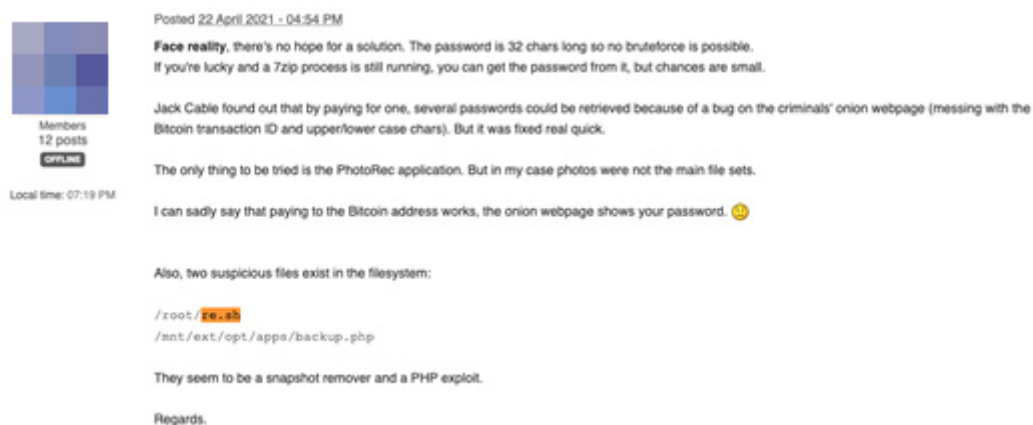 Posted 22 April 2021 - 04:54 PM
Face reality, there's no hope for a solution. The password is 32 chars long so no bruteforce is possible.
If you're lucky and a 7zip process is still running, you can get the password from it, but chances are small.
Jack Cable found out that by paying for one, several passwords could be retrieved because of a bug on the criminals' onion webpage (messing with the
Bitcoin transaction ID and upper/lower case chars). But it was fixed real quick.
Members
12 posts
OFFLINE
Local time: 07:19 PM
The only thing to be tried is the PhotoRec application. But in my case photos were not the main file sets.
I can sadly say that paying to the Bitcoin address works, the onion webpage shows your password.
Also, two suspicious files exist in the filesystem:
/root/re.sh
/mnt/ext/opt/apps/backup.php
They seem to be a snapshot remover and a PHP exploit.
Regards.